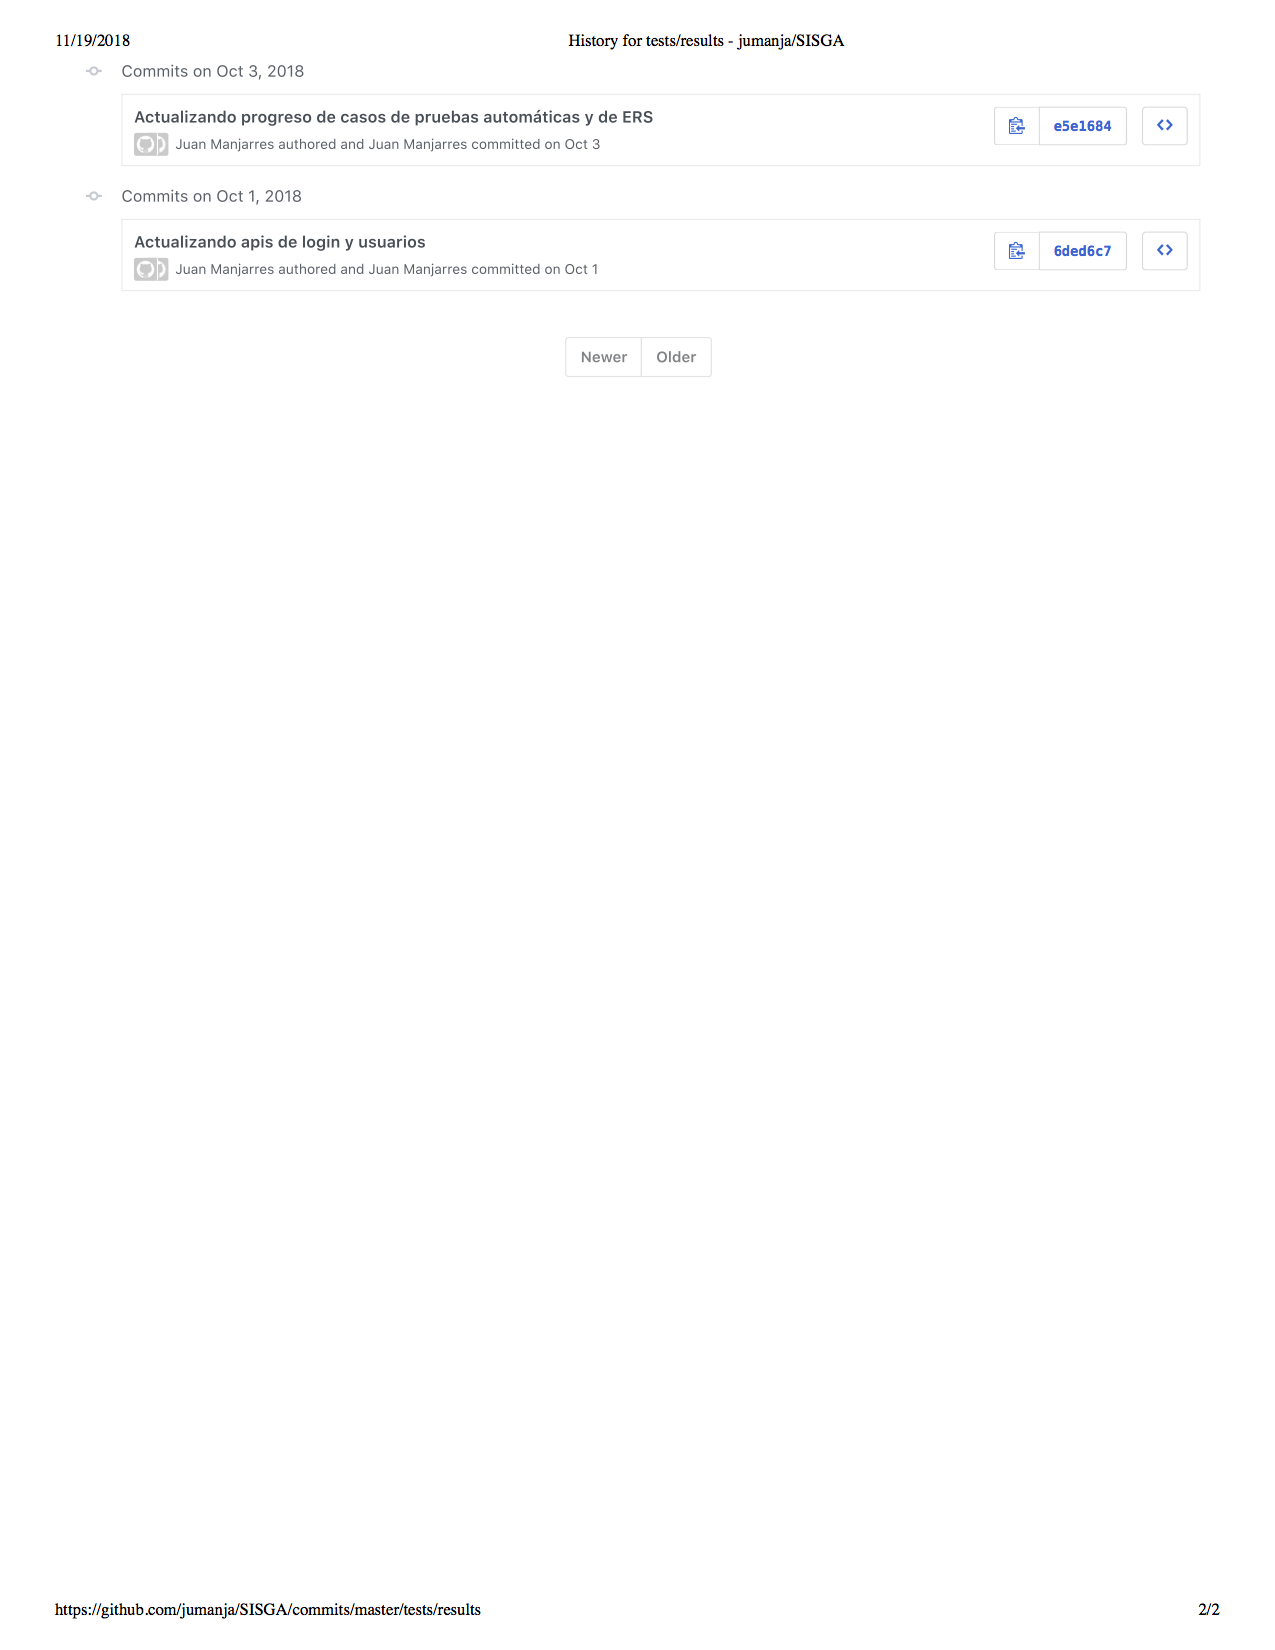 11/19/2018 History for tests/results - jumanja/SISGA
Commits on Oct 3, 2018
Actualizando progreso de casos de pruebas automáticas y de ERS
Juan Manjarres authored and Juan Manjarres committed on Oct 3
e5e1684
Commits on Oct 1, 2018
Actualizando apis de login y usuarios
Juan Manjarres authored and Juan Manjarres committed on Oct 1
6ded6c7
Newer Older
https://github.com/jumanja/SISGA/commits/master/tests/results 2/2